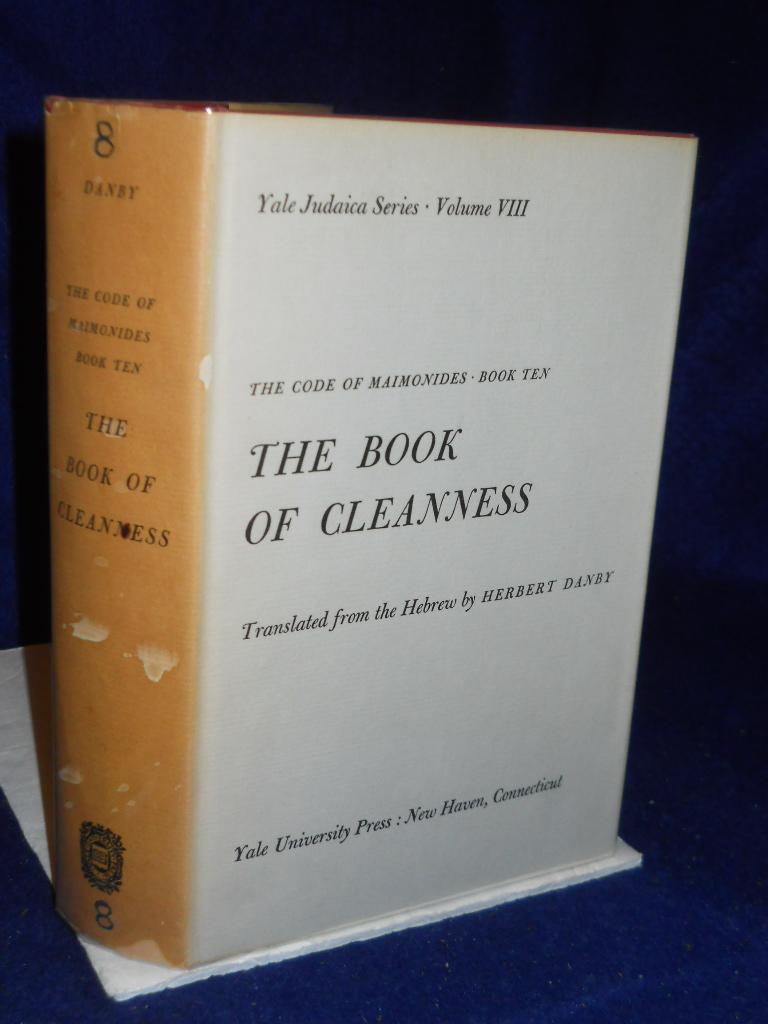 8
DANBY
THE CODE OF
MAIMONIDES
BOOK TEN
THE
BOOK OF
CLEANNESS
8
Yale Judaica Series · Volume VIII
THE CODE OF MAIMONIDES · BOOK TEN
THE BOOK
OF CLEANNESS
Translated from the Hebrew by HERBERT DANBY
Yale University Press : New Haven, Connecticut